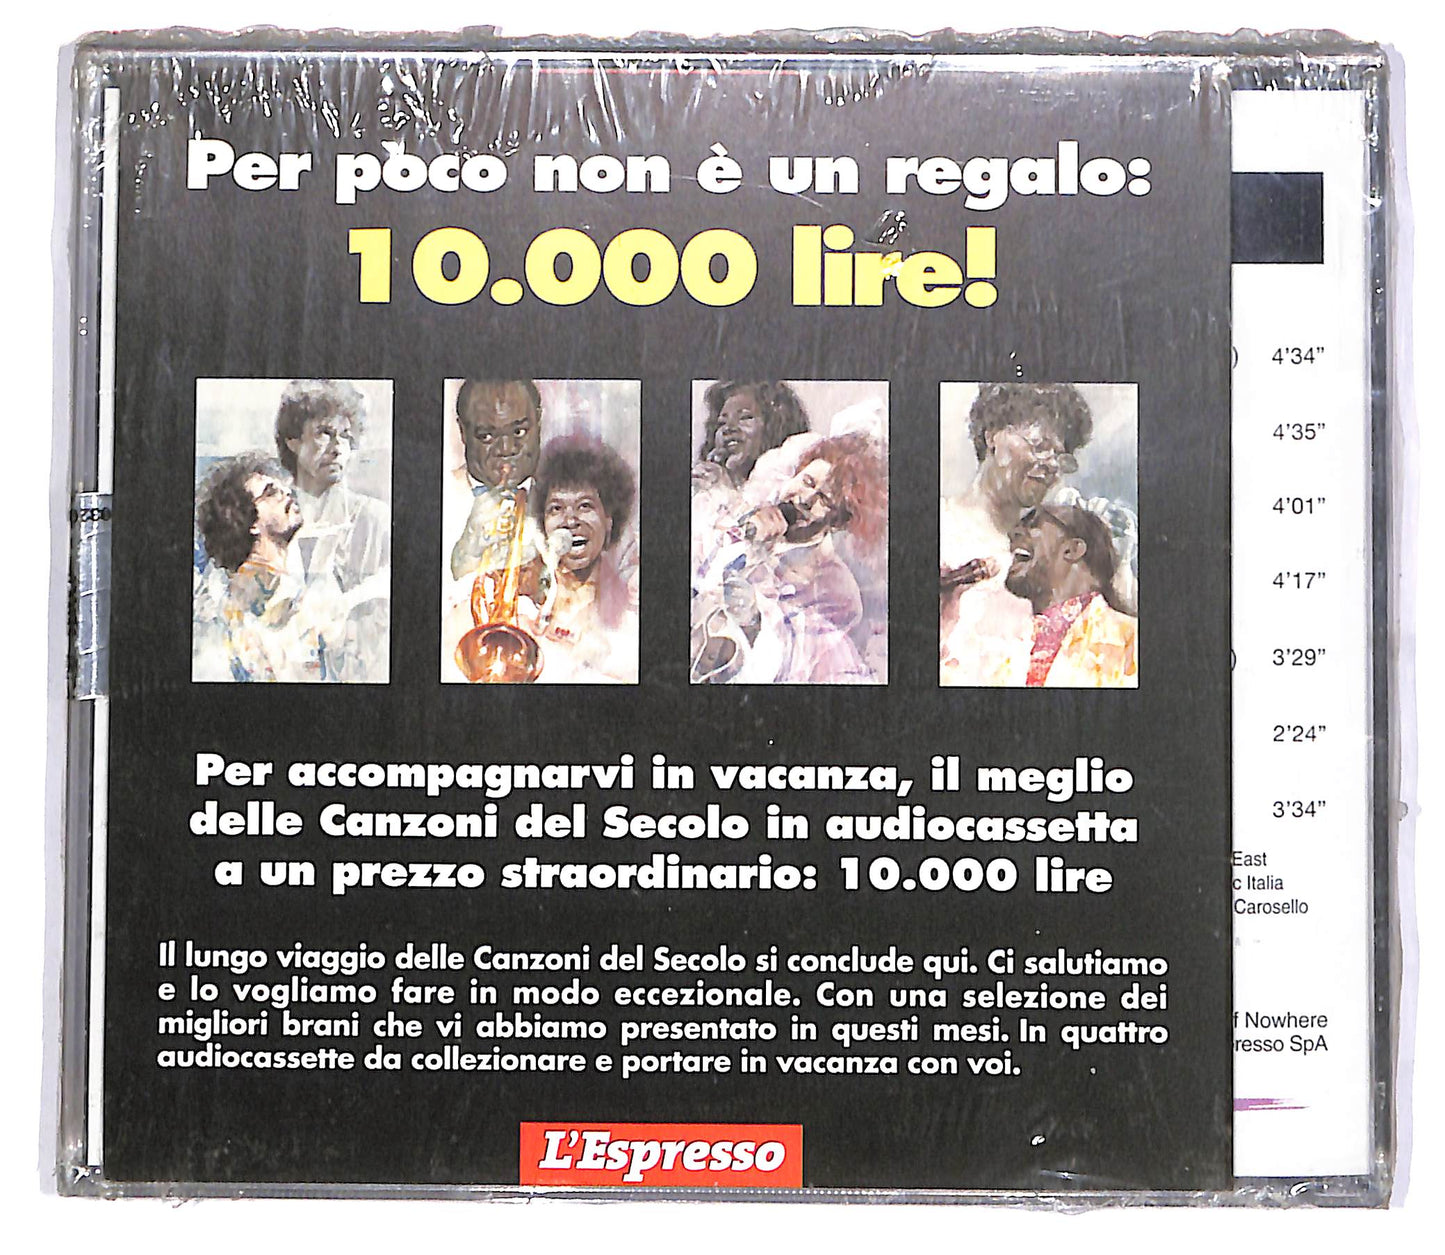 Per poco non è un regalo:
10.000 lire!
Per accompagnarvi in vacanza, il meglio
delle Canzoni del Secolo in audiocassetta
a un prezzo straordinario: 10.000 lire
Il lungo viaggio delle Canzoni del Secolo si conclude qui. Ci salutiamo
e lo vogliamo fare in modo eccezionale. Con una selezione dei
migliori brani che vi abbiamo presentato in questi mesi. In quattro
audiocassette da collezionare e portare in vacanza con voi.
L'Espresso
) 4'34"
4'35"
4'01"
4'17"
) 3'29"
2'24"
3'34"
East
c Italia
Carosello
f Nowhere
resso SpA